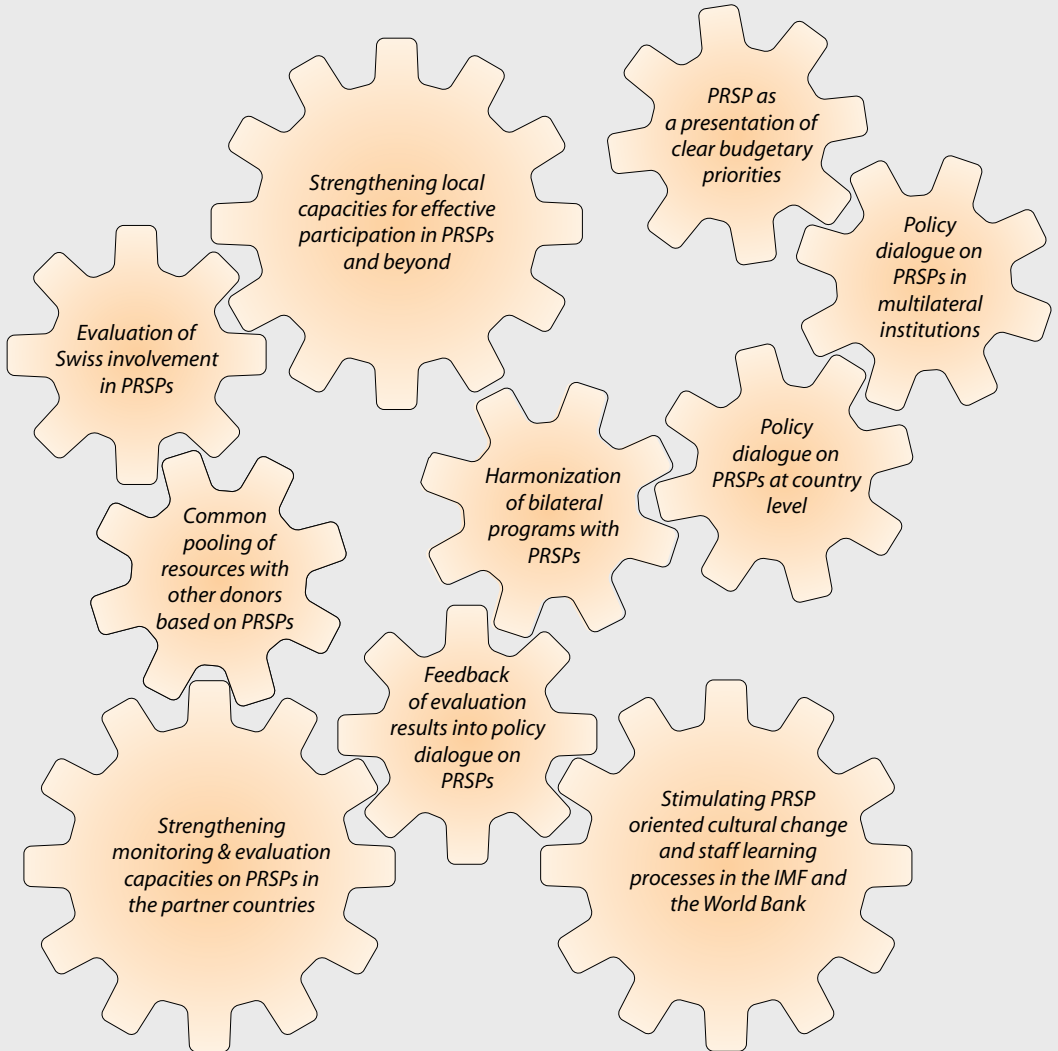 PRSP as
a presentation of
clear budgetary
priorities
Strengthening local
capacities for effective
participation in PRSPs
and beyond
Policy
dialogue on
PRSPs in
multilateral
institutions
Evaluation of
Swiss involvement
in PRSPs
Policy
dialogue on
PRSPs at country
level
Harmonization
of bilateral
programs with
PRSPs
Common
pooling of
resources with
other donors
based on PRSPs
Feedback
of evaluation
results into policy
dialogue on
PRSPs
Strengthening
monitoring & evaluation
capacities on PRSPs in
the partner countries
Stimulating PRSP
oriented cultural change
and staff learning
processes in the IMF and
the World Bank